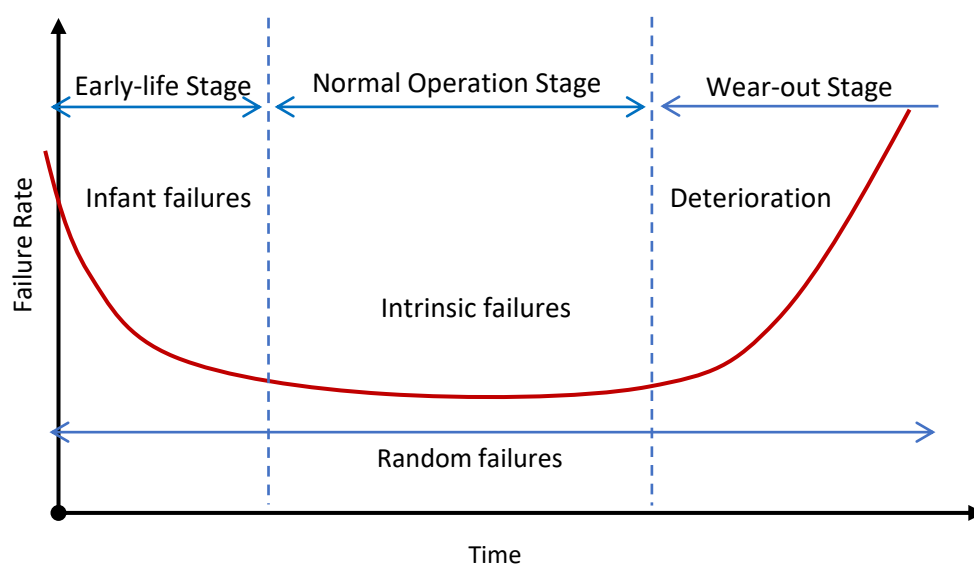 Early-life Stage
Normal Operation Stage
Wear-out Stage
Infant failures
Deterioration
Failure Rate
Intrinsic failures
Random failures
Time